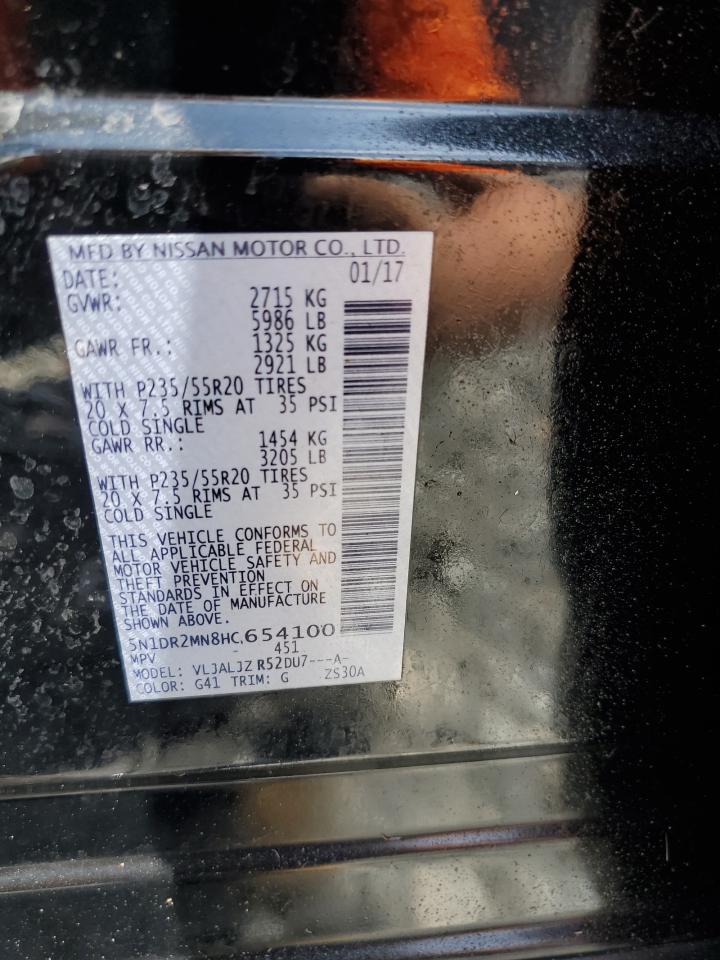 MFD BY NISSAN MOTOR CO., LTD.
DATE: 01/17
GVWR: 2715 KG
5986 LB
GAWR FR.: 1325 KG
2921 LB
WITH P235/55R20 TIRES
20 X 7.5 RIMS AT 35 PSI
COLD SINGLE
GAWR RR.: 1454 KG
3205 LB
WITH P235/55R20 TIRES
20 X 7.5 RIMS AT 35 PSI
COLD SINGLE
THIS VEHICLE CONFORMS TO
ALL APPLICABLE FEDERAL
MOTOR VEHICLE SAFETY AND
THEFT PREVENTION
STANDARDS IN EFFECT ON
THE DATE OF MANUFACTURE
SHOWN ABOVE.
5N1DR2MN8HC654100
MPV - 451
MODEL: VLJALJZ R52DU7---A-
COLOR: G41 TRIM: G ZS30A